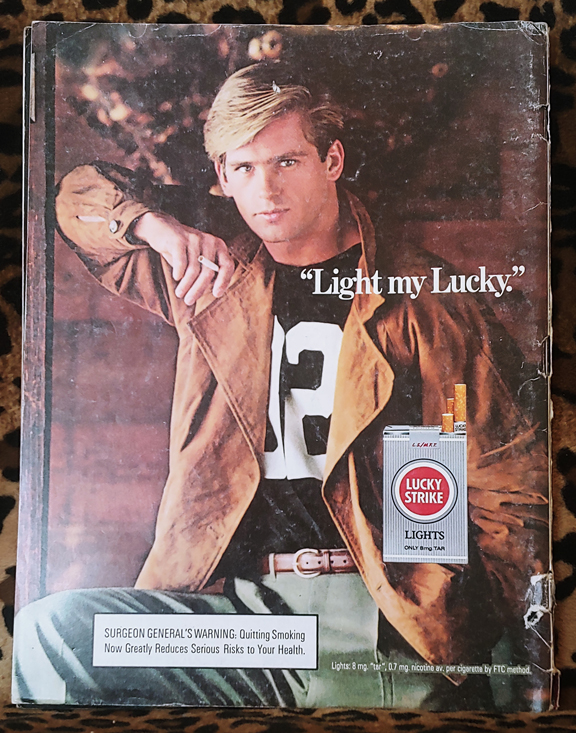 “Light my Lucky.”
12
L.S./M.F.T.
LUCKY
STRIKE
LIGHTS
ONLY 8mg TAR
SURGEON GENERAL'S WARNING: Quitting Smoking
Now Greatly Reduces Serious Risks to Your Health.
Lights: 8 mg. "tar", 0.7 mg. nicotine av. per cigarette by FTC method.